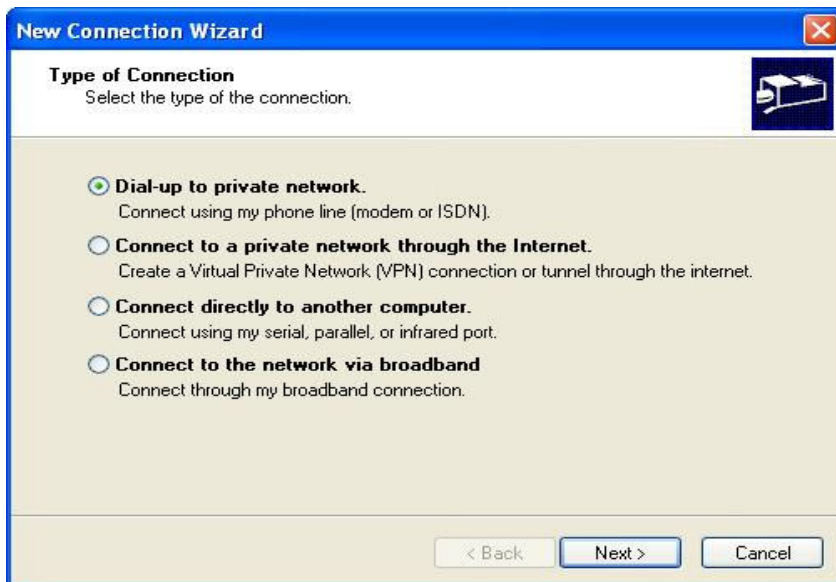 New Connection Wizard
Type of Connection
Select the type of the connection.
Dial-up to private network.
Connect using my phone line (modem or ISDN).
Connect to a private network through the Internet.
Create a Virtual Private Network (VPN) connection or tunnel through the internet.
Connect directly to another computer.
Connect using my serial, parallel, or infrared port.
Connect to the network via broadband
Connect through my broadband connection.
< Back Next > Cancel